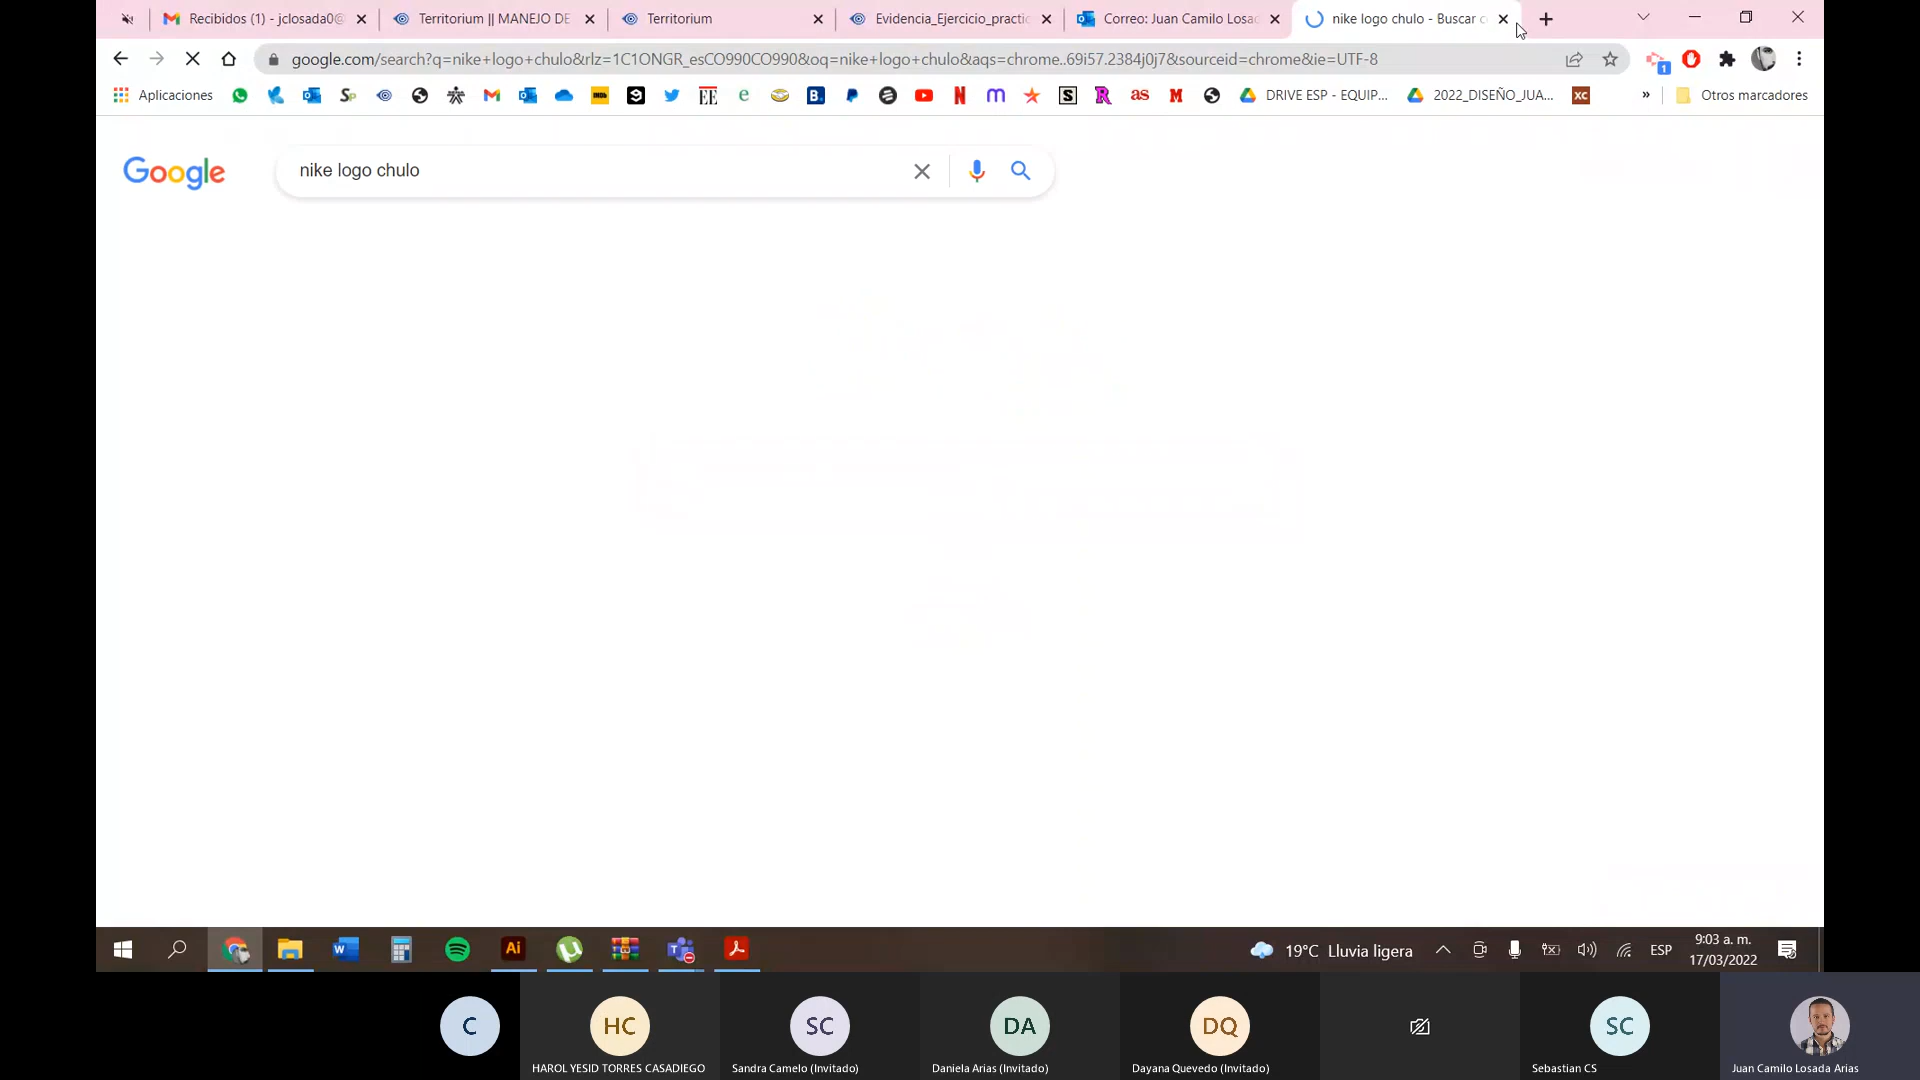 Recibidos (1) - jclosada0@
Territorium || MANEJO DE
Territorium
Evidencia_Ejercicio_practic
Correo: Juan Camilo Losad
nike logo chulo - Buscar c
google.com/search?q=nike+logo+chulo&rlz=1C1ONGR_esCO990CO990&oq=nike+logo+chulo&aqs=chrome..69i57.2384j0j7&sourceid=chrome&ie=UTF-8
1
Aplicaciones
DRIVE ESP - EQUIP...
2022_DISEÑO_JUA...
XC
»
Otros marcadores
Google
nike logo chulo
19°C Lluvia ligera
ESP
9:03 a. m.
17/03/2022
C
HC
SC
DA
DQ
SC
HAROL YESID TORRES CASADIEGO
Sandra Camelo (Invitado)
Daniela Arias (Invitado)
Dayana Quevedo (Invitado)
Sebastian CS
Juan Camilo Losada Arias